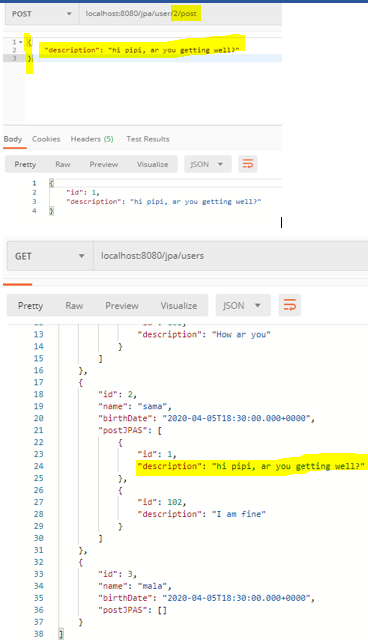 POST localhost:8080/jpa/user/2/post
1 {
2 "description": "hi pipi, ar you getting well?"
3 }
Body Cookies Headers (5) Test Results
Pretty Raw Preview Visualize JSON
1 {
2 "id": 1,
3 "description": "hi pipi, ar you getting well?"
4 }
GET localhost:8080/jpa/users
Pretty Raw Preview Visualize JSON
13 "description": "How ar you"
14 }
15 ]
16 },
17 {
18 "id": 2,
19 "name": "sama",
20 "birthDate": "2020-04-05T18:30:00.000+0000",
21 "postJPAS": [
22 {
23 "id": 1,
24 "description": "hi pipi, ar you getting well?"
25 },
26 {
27 "id": 102,
28 "description": "I am fine"
29 }
30 ]
31 },
32 {
33 "id": 3,
34 "name": "mala",
35 "birthDate": "2020-04-05T18:30:00.000+0000",
36 "postJPAS": []
37 }
38 ]